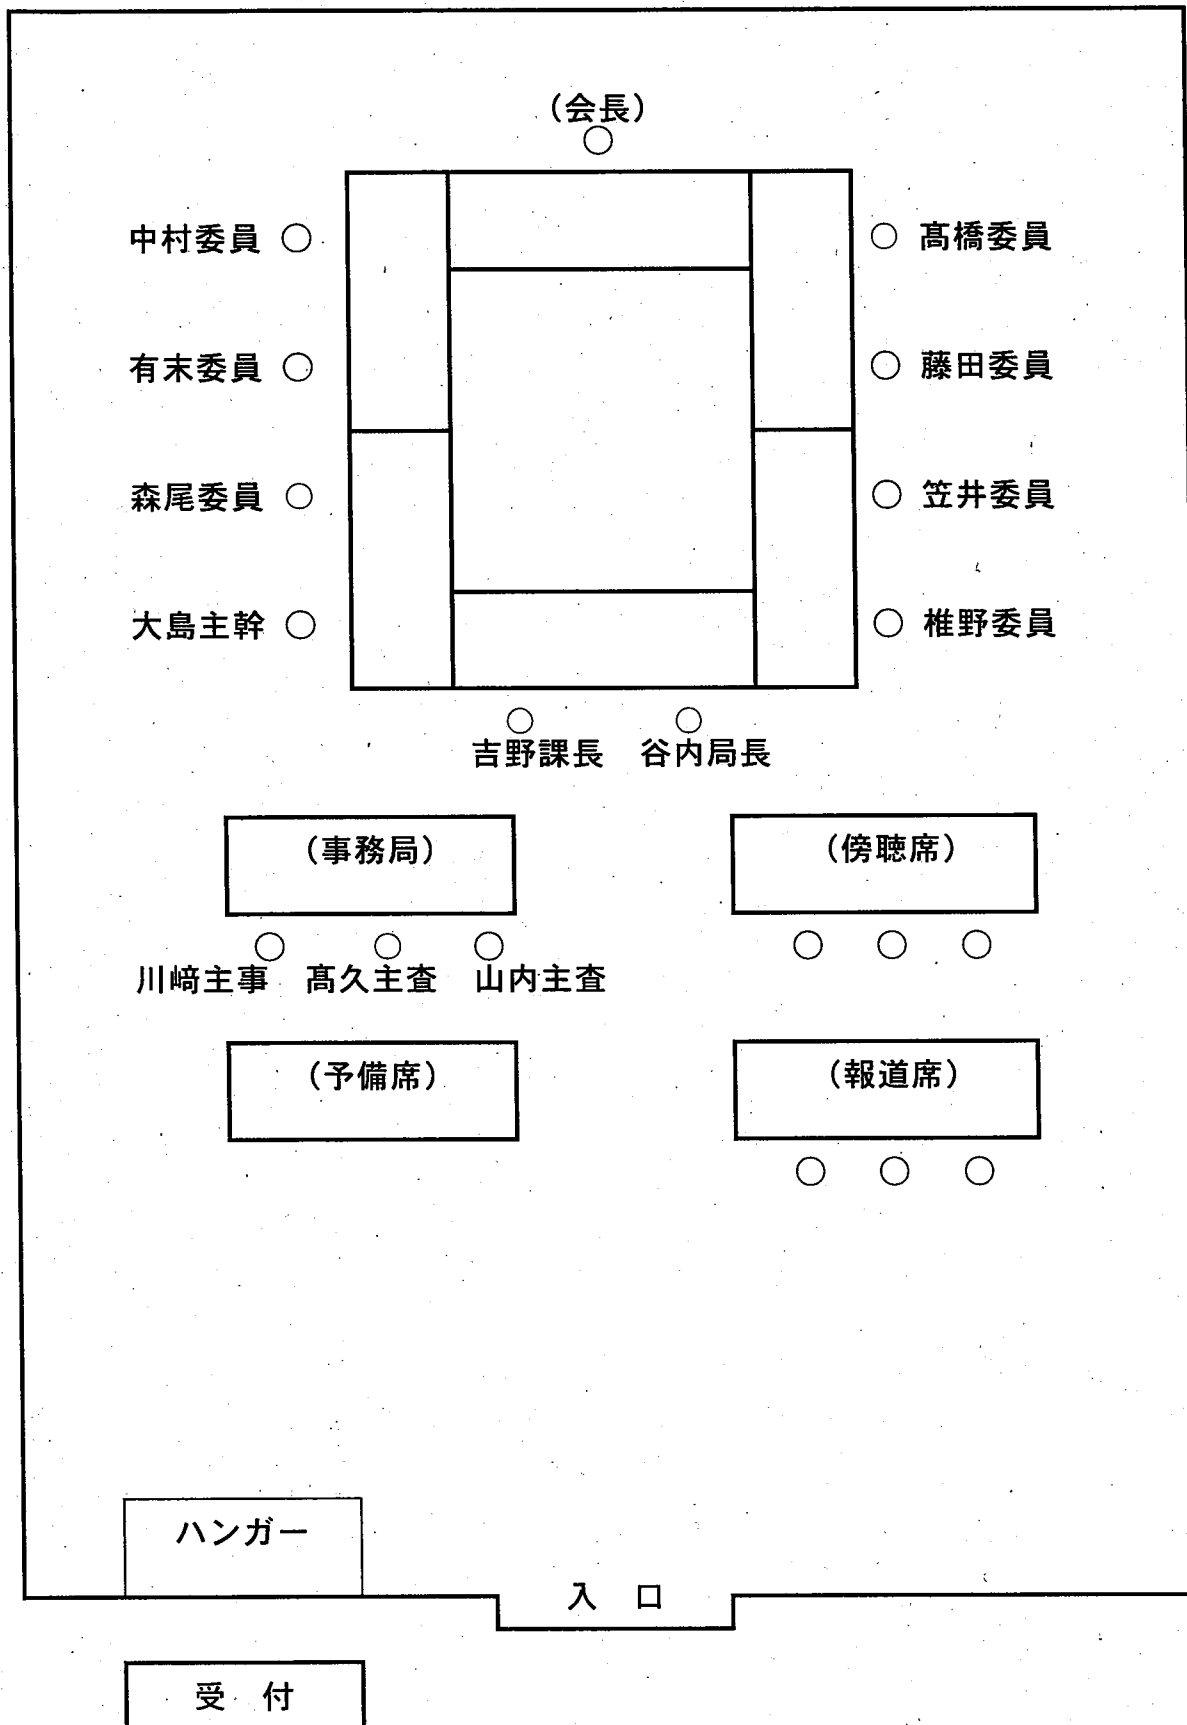 （会長）
中村委員 ○ ○ 髙橋委員
有末委員 ○ ○ 藤田委員
森尾委員 ○ ○ 笠井委員
大島主幹 ○ ○ 椎野委員
吉野課長 谷内局長
（事務局） （傍聴席）
川﨑主事 髙久主査 山内主査
（予備席） （報道席）
ハンガー
入 口
受 付